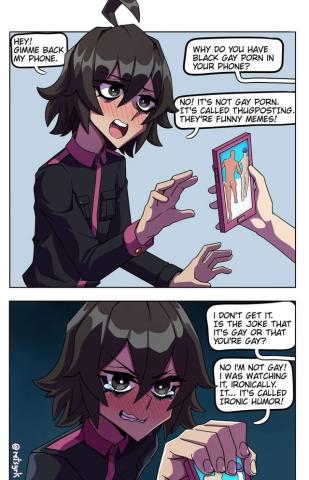 HEY!
GIMME BACK
MY PHONE.
WHY DO YOU HAVE
BLACK GAY PORN IN
YOUR PHONE?
NO! IT'S NOT GAY PORN.
IT'S CALLED THUGPOSTING.
THEY'RE FUNNY MEMES!
I DON'T GET IT.
IS THE JOKE THAT
IT'S GAY OR THAT
YOU'RE GAY?
NO I'M NOT GAY!
I WAS WATCHING
IT, IRONICALLY.
IT... IT'S CALLED
IRONIC HUMOR!